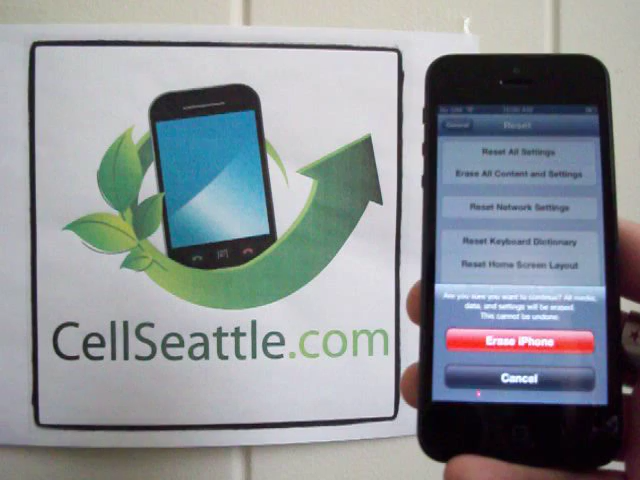 CellSeattle.com
General
Reset
Reset All Settings
Erase All Content and Settings
Reset Network Settings
Reset Keyboard Dictionary
Reset Home Screen Layout
Are you sure you want to continue? All media,
data, and settings will be erased.
This cannot be undone.
Erase iPhone
Cancel